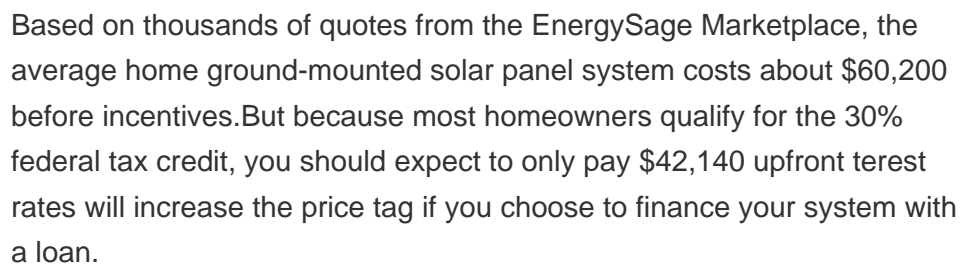 Based on thousands of quotes from the EnergySage Marketplace, the
average home ground-mounted solar panel system costs about $60,200
before incentives.But because most homeowners qualify for the 30%
federal tax credit, you should expect to only pay $42,140 upfront terest
rates will increase the price tag if you choose to finance your system with
a loan.